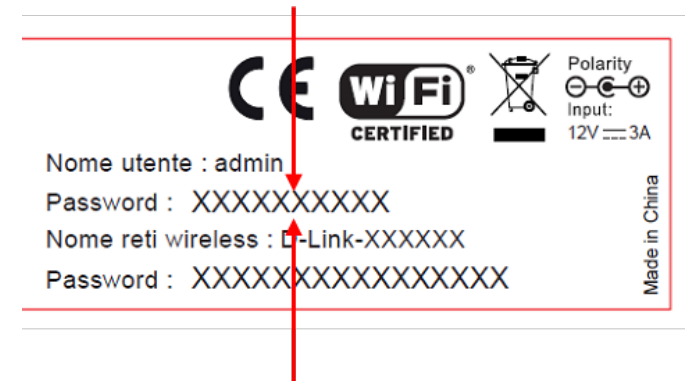 CE WiFi® CERTIFIED
Polarity
Input:
12V 3A
Nome utente : admin
Password : XXXXXXXXXX
Nome reti wireless : D-Link-XXXXXX
Password : XXXXXXXXXXXXXXXX
Made in China